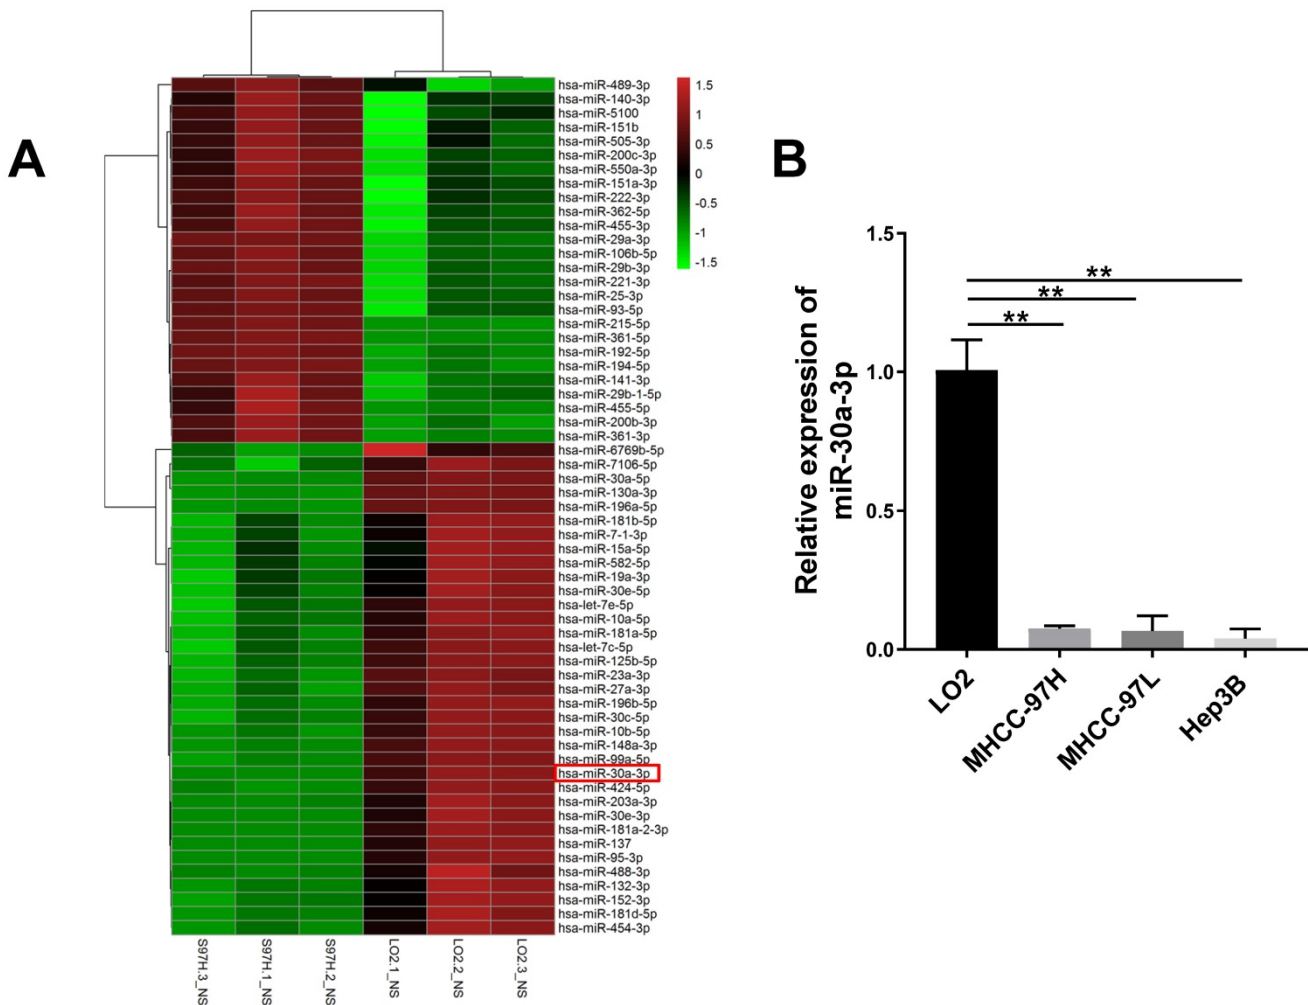 A
hsa-miR-489-3p
hsa-miR-140-3p
hsa-miR-5100
hsa-miR-151b
hsa-miR-505-3p
hsa-miR-200c-3p
hsa-miR-550a-3p
hsa-miR-151a-3p
hsa-miR-222-3p
hsa-miR-362-5p
hsa-miR-455-3p
hsa-miR-29a-3p
hsa-miR-106b-5p
hsa-miR-29b-3p
hsa-miR-221-3p
hsa-miR-25-3p
hsa-miR-93-5p
hsa-miR-215-5p
hsa-miR-361-5p
hsa-miR-192-5p
hsa-miR-194-5p
hsa-miR-141-3p
hsa-miR-29b-1-5p
hsa-miR-455-5p
hsa-miR-200b-3p
hsa-miR-361-3p
hsa-miR-6769b-5p
hsa-miR-7106-5p
hsa-miR-30a-5p
hsa-miR-130a-3p
hsa-miR-196a-5p
hsa-miR-181b-5p
hsa-miR-7-1-3p
hsa-miR-15a-5p
hsa-miR-582-5p
hsa-miR-19a-3p
hsa-miR-30e-5p
hsa-let-7e-5p
hsa-miR-10a-5p
hsa-miR-181a-5p
hsa-let-7c-5p
hsa-miR-125b-5p
hsa-miR-23a-3p
hsa-miR-27a-3p
hsa-miR-196b-5p
hsa-miR-30c-5p
hsa-miR-10b-5p
hsa-miR-148a-3p
hsa-miR-99a-5p
hsa-miR-30a-3p
hsa-miR-424-5p
hsa-miR-203a-3p
hsa-miR-30e-3p
hsa-miR-181a-2-3p
hsa-miR-137
hsa-miR-95-3p
hsa-miR-488-3p
hsa-miR-132-3p
hsa-miR-152-3p
hsa-miR-181d-5p
hsa-miR-454-3p
1.5
1
0.5
0
-0.5
-1
-1.5
S97H.3_NS
S97H.1_NS
S97H.2_NS
LO2.1_NS
LO2.2_NS
LO2.3_NS
B
Relative expression of
miR-30a-3p
1.5
1.0
0.5
0.0
**
**
**
LO2
MHCC-97H
MHCC-97L
Hep3B